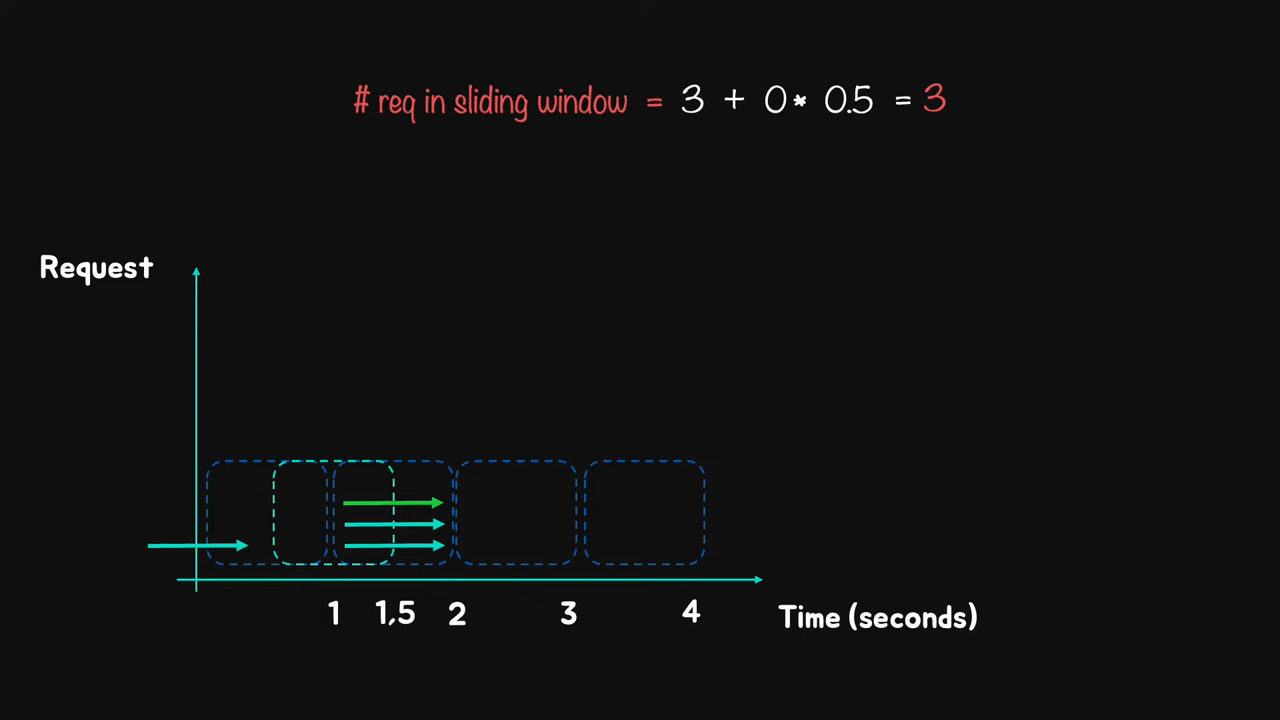 # req in sliding window = 3 + 0* 0.5 = 3
Request
1 1,5 2 3 4
Time (seconds)